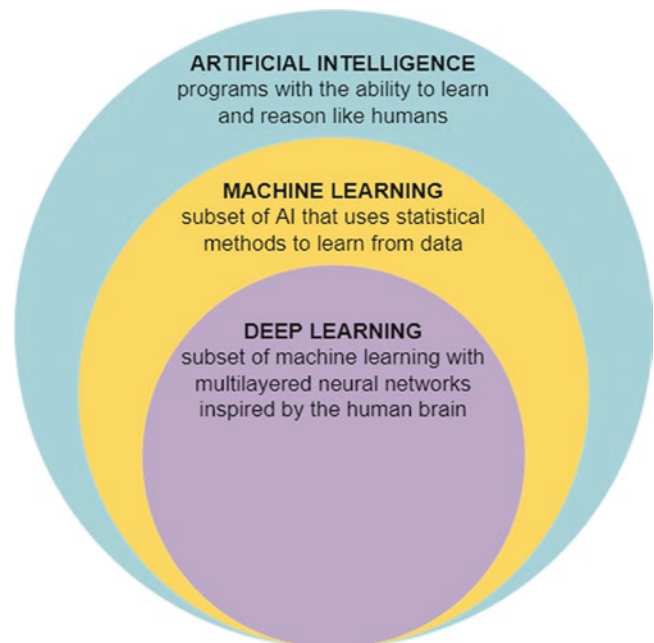 ARTIFICIAL INTELLIGENCE
programs with the ability to learn
and reason like humans
MACHINE LEARNING
subset of AI that uses statistical
methods to learn from data
DEEP LEARNING
subset of machine learning with
multilayered neural networks
inspired by the human brain